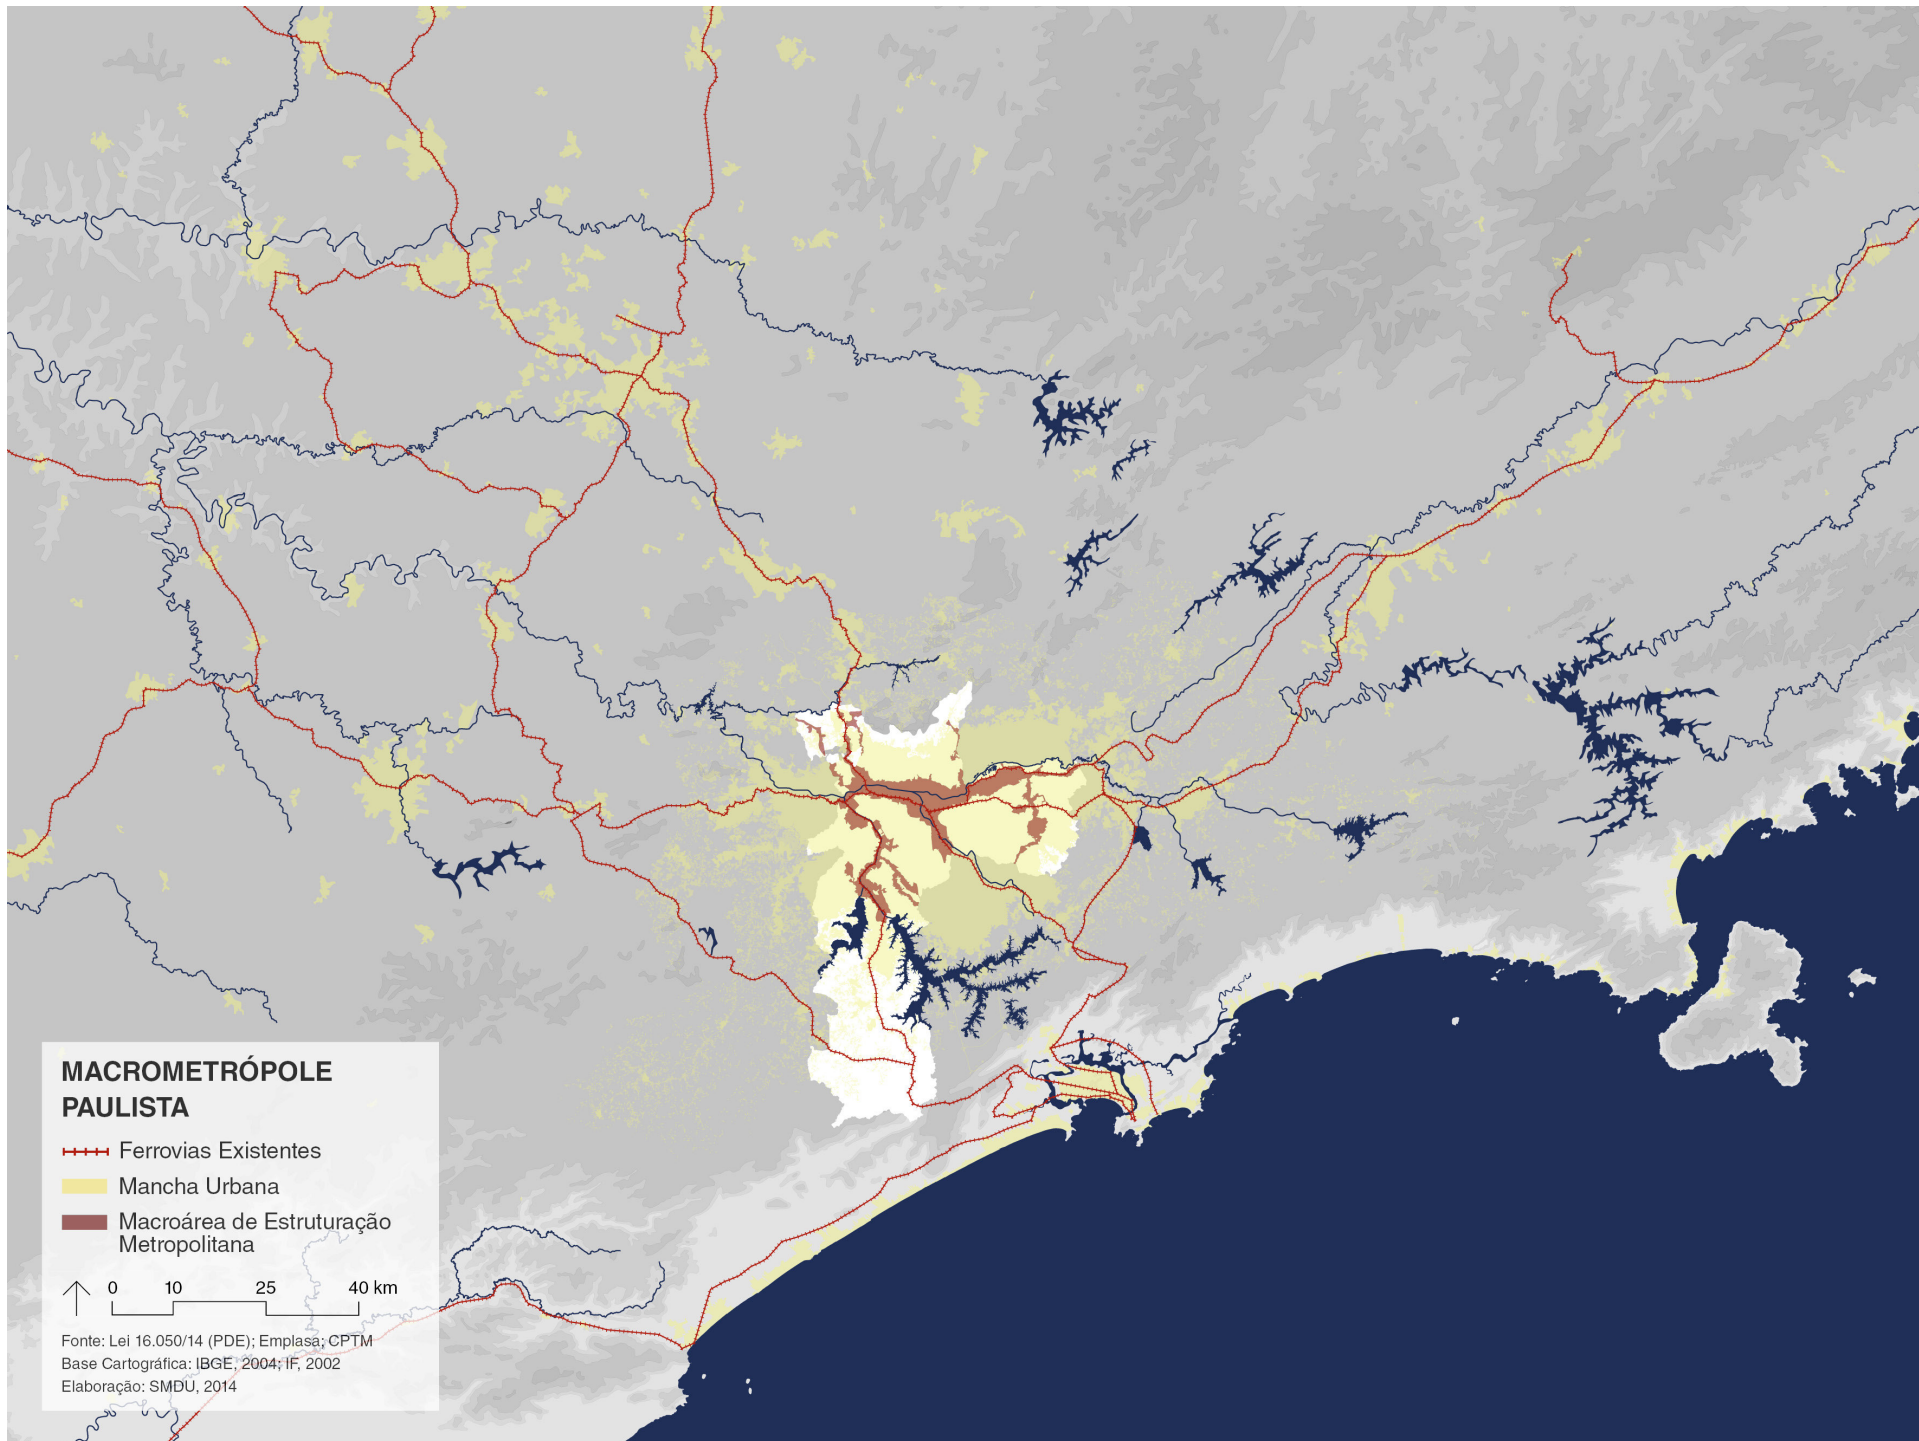 MACROMETRÓPOLE
PAULISTA
Ferrovias Existentes
Mancha Urbana
Macroárea de Estruturação
Metropolitana
0 10 25 40 km
Fonte: Lei 16.050/14 (PDE); Emplasa; CPTM
Base Cartográfica: IBGE, 2004; IF, 2002
Elaboração: SMDU, 2014